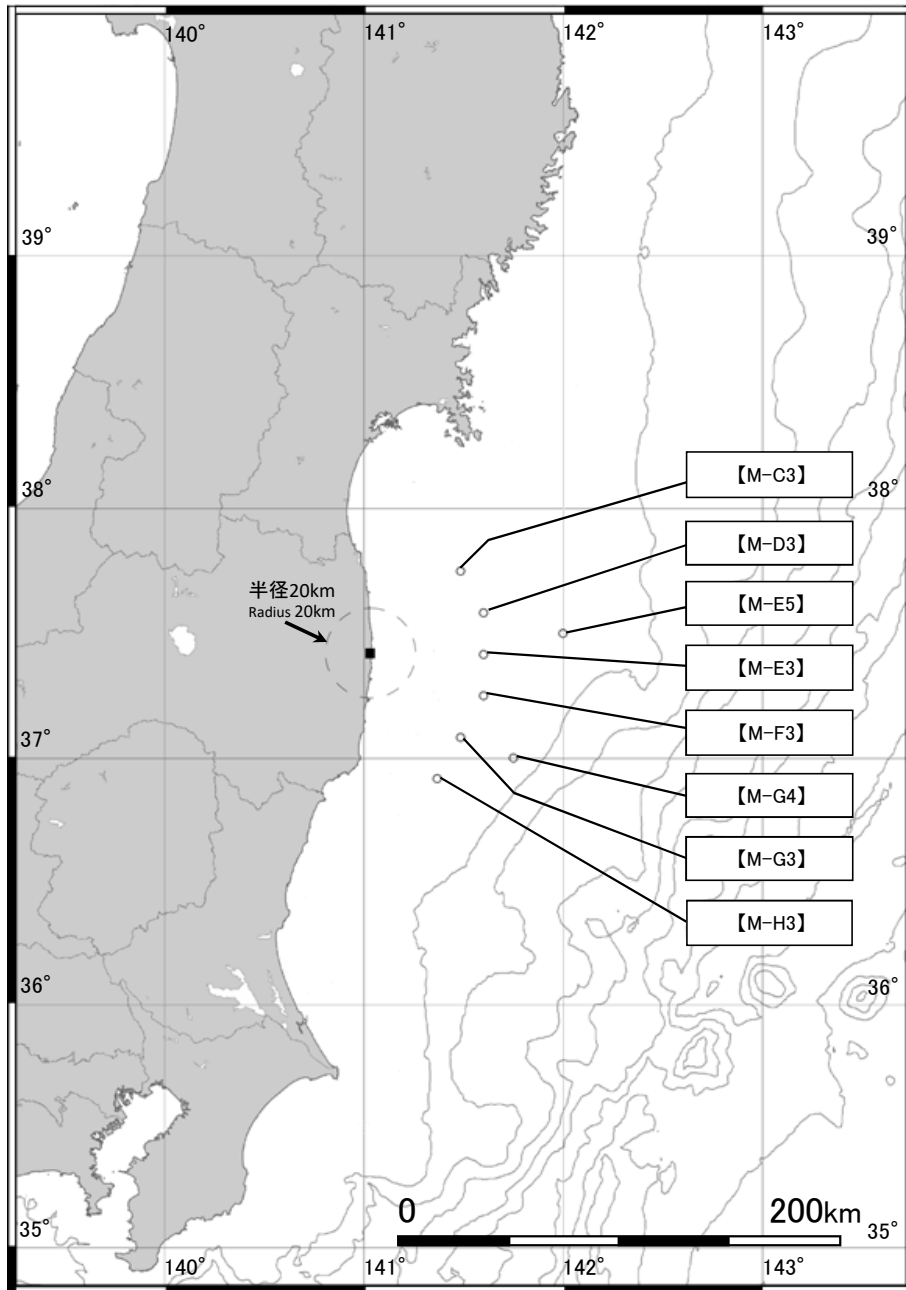 140°
141°
142°
143°
39°
39°
38°
【M-C3】
【M-D3】
半径20km
Radius 20km
【M-E5】
【M-E3】
【M-F3】
37°
【M-G4】
【M-G3】
【M-H3】
36°
36°
0
200km
35°
35°
140°
141°
142°
143°